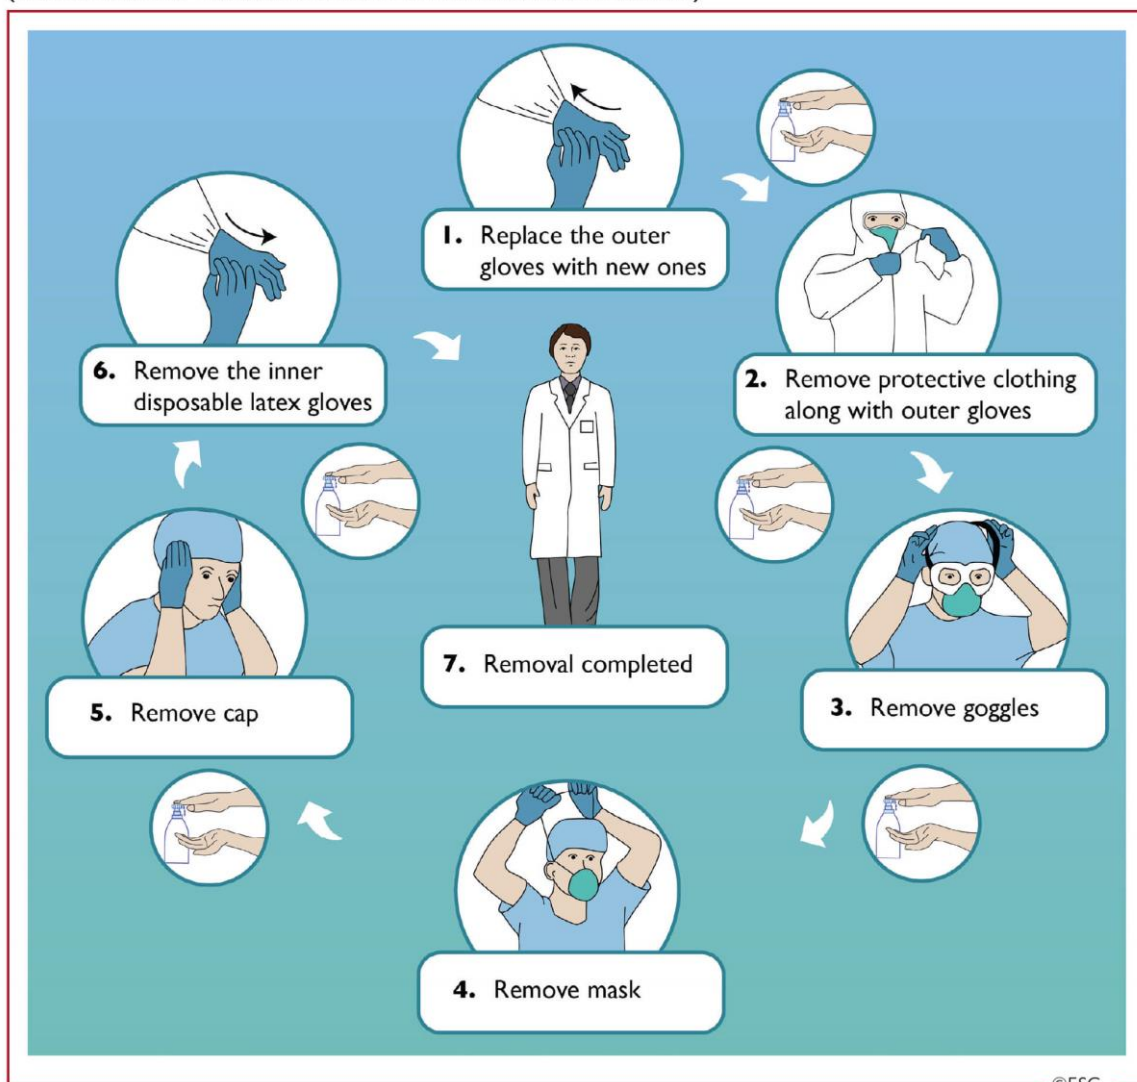 1. Replace the outer
gloves with new ones
2. Remove protective clothing
along with outer gloves
3. Remove goggles
4. Remove mask
5. Remove cap
6. Remove the inner
disposable latex gloves
7. Removal completed